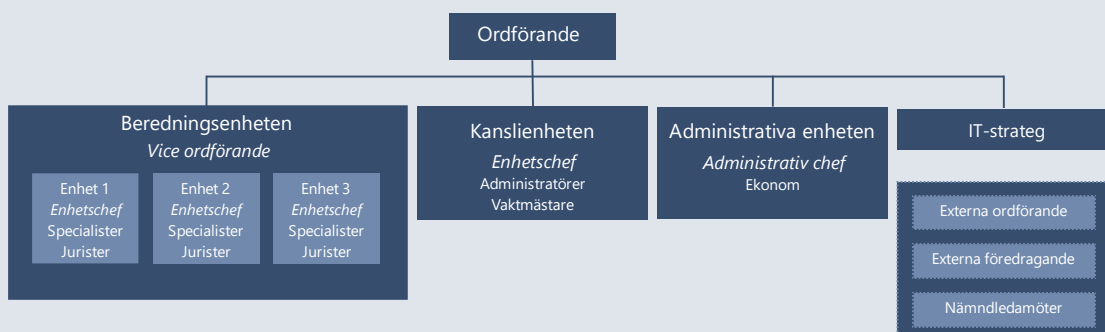 Ordförande
Beredningsenheten
Vice ordförande
Enhet 1
Enhetschef
Specialister
Jurister
Enhet 2
Enhetschef
Specialister
Jurister
Enhet 3
Enhetschef
Specialister
Jurister
Kanslienheten
Enhetschef
Administratörer
Vaktmästare
Administrativa enheten
Administrativ chef
Ekonom
IT-strateg
Externa ordförande
Externa föredragande
Nämndledamöter